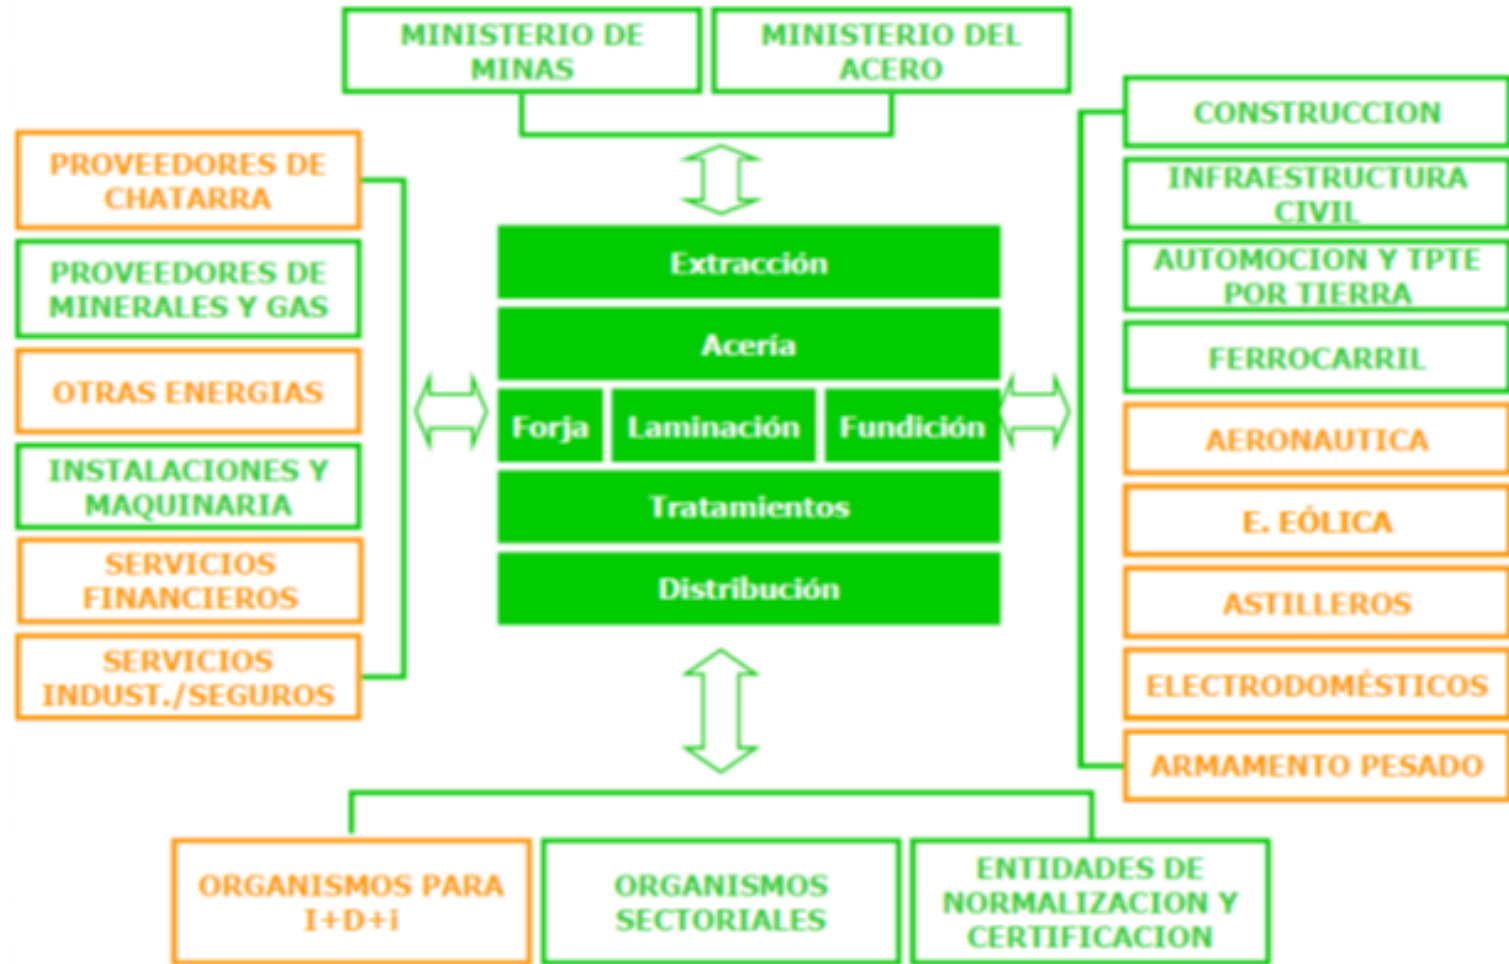 MINISTERIO DE
MINAS
MINISTERIO DEL
ACERO
PROVEEDORES DE
CHATARRA
PROVEEDORES DE
MINERALES Y GAS
OTRAS ENERGIAS
INSTALACIONES Y
MAQUINARIA
SERVICIOS
FINANCIEROS
SERVICIOS
INDUST./SEGUROS
Extracción
Acería
Forja
Laminación
Fundición
Tratamientos
Distribución
CONSTRUCCION
INFRAESTRUCTURA
CIVIL
AUTOMOCION Y TPTE
POR TIERRA
FERROCARRIL
AERONAUTICA
E. EÓLICA
ASTILLEROS
ELECTRODOMÉSTICOS
ARMAMENTO PESADO
ORGANISMOS PARA
I+D+i
ORGANISMOS
SECTORIALES
ENTIDADES DE
NORMALIZACION Y
CERTIFICACION